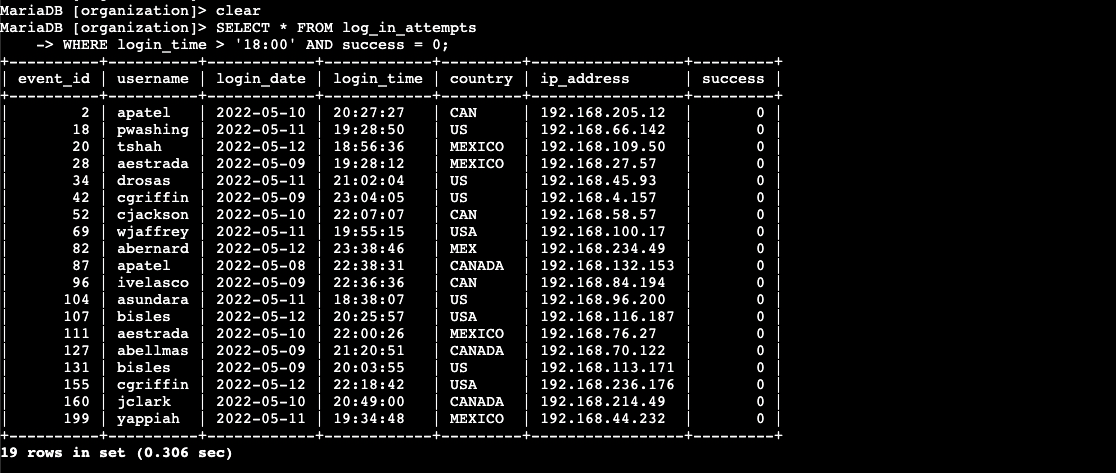 MariaDB [organization]> clear
MariaDB [organization]> SELECT * FROM log_in_attempts
    -> WHERE login_time > '18:00' AND success = 0;
+----------+----------+------------+------------+---------+-----------------+---------+
| event_id | username | login_date | login_time | country | ip_address      | success |
+----------+----------+------------+------------+---------+-----------------+---------+
|        2 | apatel   | 2022-05-10 | 20:27:27   | CAN     | 192.168.205.12  |       0 |
|       18 | pwashing | 2022-05-11 | 19:28:50   | US      | 192.168.66.142  |       0 |
|       20 | tshah    | 2022-05-12 | 18:56:36   | MEXICO  | 192.168.109.50  |       0 |
|       28 | aestrada | 2022-05-09 | 19:28:12   | MEXICO  | 192.168.27.57   |       0 |
|       34 | drosas   | 2022-05-11 | 21:02:04   | US      | 192.168.45.93   |       0 |
|       42 | cgriffin | 2022-05-09 | 23:04:05   | US      | 192.168.4.157   |       0 |
|       52 | cjackson | 2022-05-10 | 22:07:07   | CAN     | 192.168.58.57   |       0 |
|       69 | wjaffrey | 2022-05-11 | 19:55:15   | USA     | 192.168.100.17  |       0 |
|       82 | abernard | 2022-05-12 | 23:38:46   | MEX     | 192.168.234.49  |       0 |
|       87 | apatel   | 2022-05-08 | 22:38:31   | CANADA  | 192.168.132.153 |       0 |
|       96 | ivelasco | 2022-05-09 | 22:36:36   | CAN     | 192.168.84.194  |       0 |
|      104 | asundara | 2022-05-11 | 18:38:07   | US      | 192.168.96.200  |       0 |
|      107 | bisles   | 2022-05-12 | 20:25:57   | USA     | 192.168.116.187 |       0 |
|      111 | aestrada | 2022-05-10 | 22:00:26   | MEXICO  | 192.168.76.27   |       0 |
|      127 | abellmas | 2022-05-09 | 21:20:51   | CANADA  | 192.168.70.122  |       0 |
|      131 | bisles   | 2022-05-09 | 20:03:55   | US      | 192.168.113.171 |       0 |
|      155 | cgriffin | 2022-05-12 | 22:18:42   | USA     | 192.168.236.176 |       0 |
|      160 | jclark   | 2022-05-10 | 20:49:00   | CANADA  | 192.168.214.49  |       0 |
|      199 | yappiah  | 2022-05-11 | 19:34:48   | MEXICO  | 192.168.44.232  |       0 |
+----------+----------+------------+------------+---------+-----------------+---------+
19 rows in set (0.306 sec)